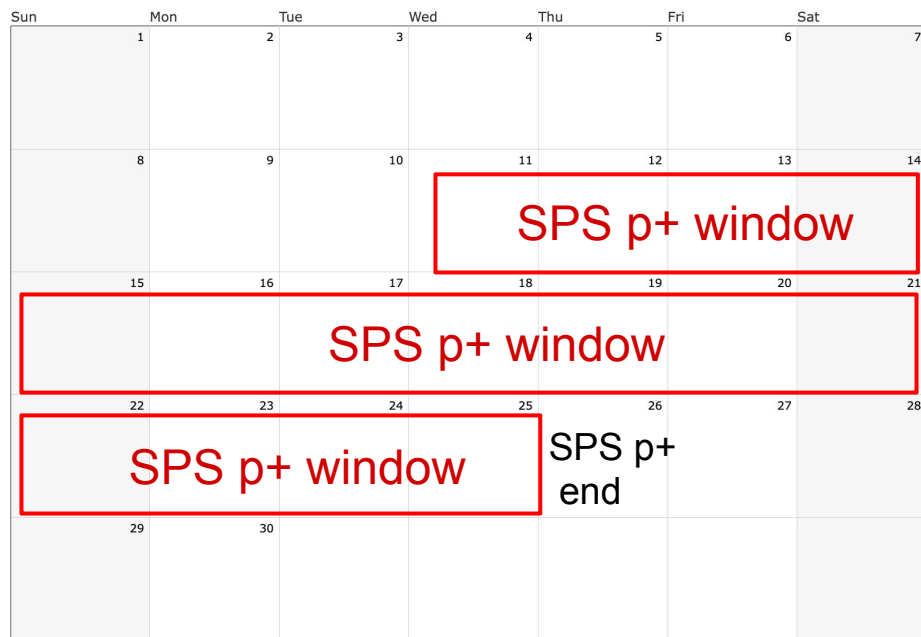 Sun Mon Tue Wed Thu Fri Sat
1 2 3 4 5 6 7
8 9 10 11 12 13 14
SPS p+ window
15 16 17 18 19 20 21
SPS p+ window
22 23 24 25 26 27 28
SPS p+ window
SPS p+
end
29 30